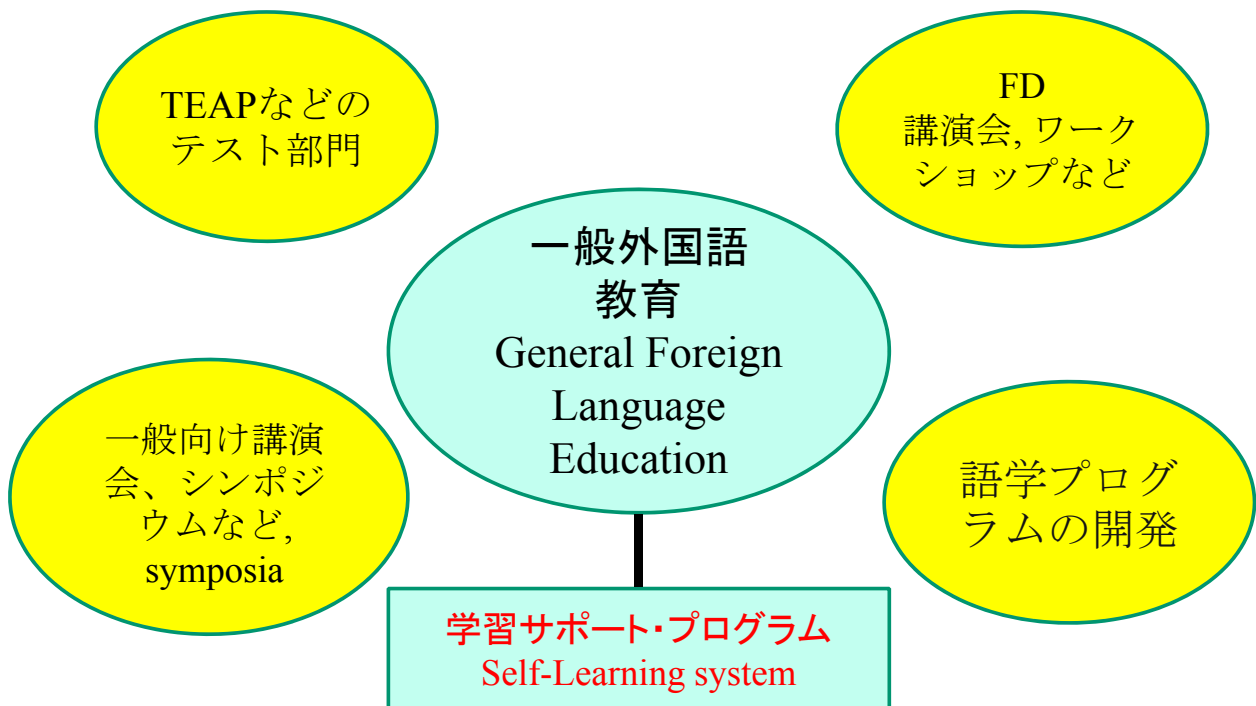 TEAPなどの
テスト部門
FD
講演会, ワーク
ショップなど
一般外国語
教育
General Foreign
Language
Education
一般向け講演
会、シンポジ
ウムなど,
symposia
語学プログ
ラムの開発
学習サポート・プログラム
Self-Learning system